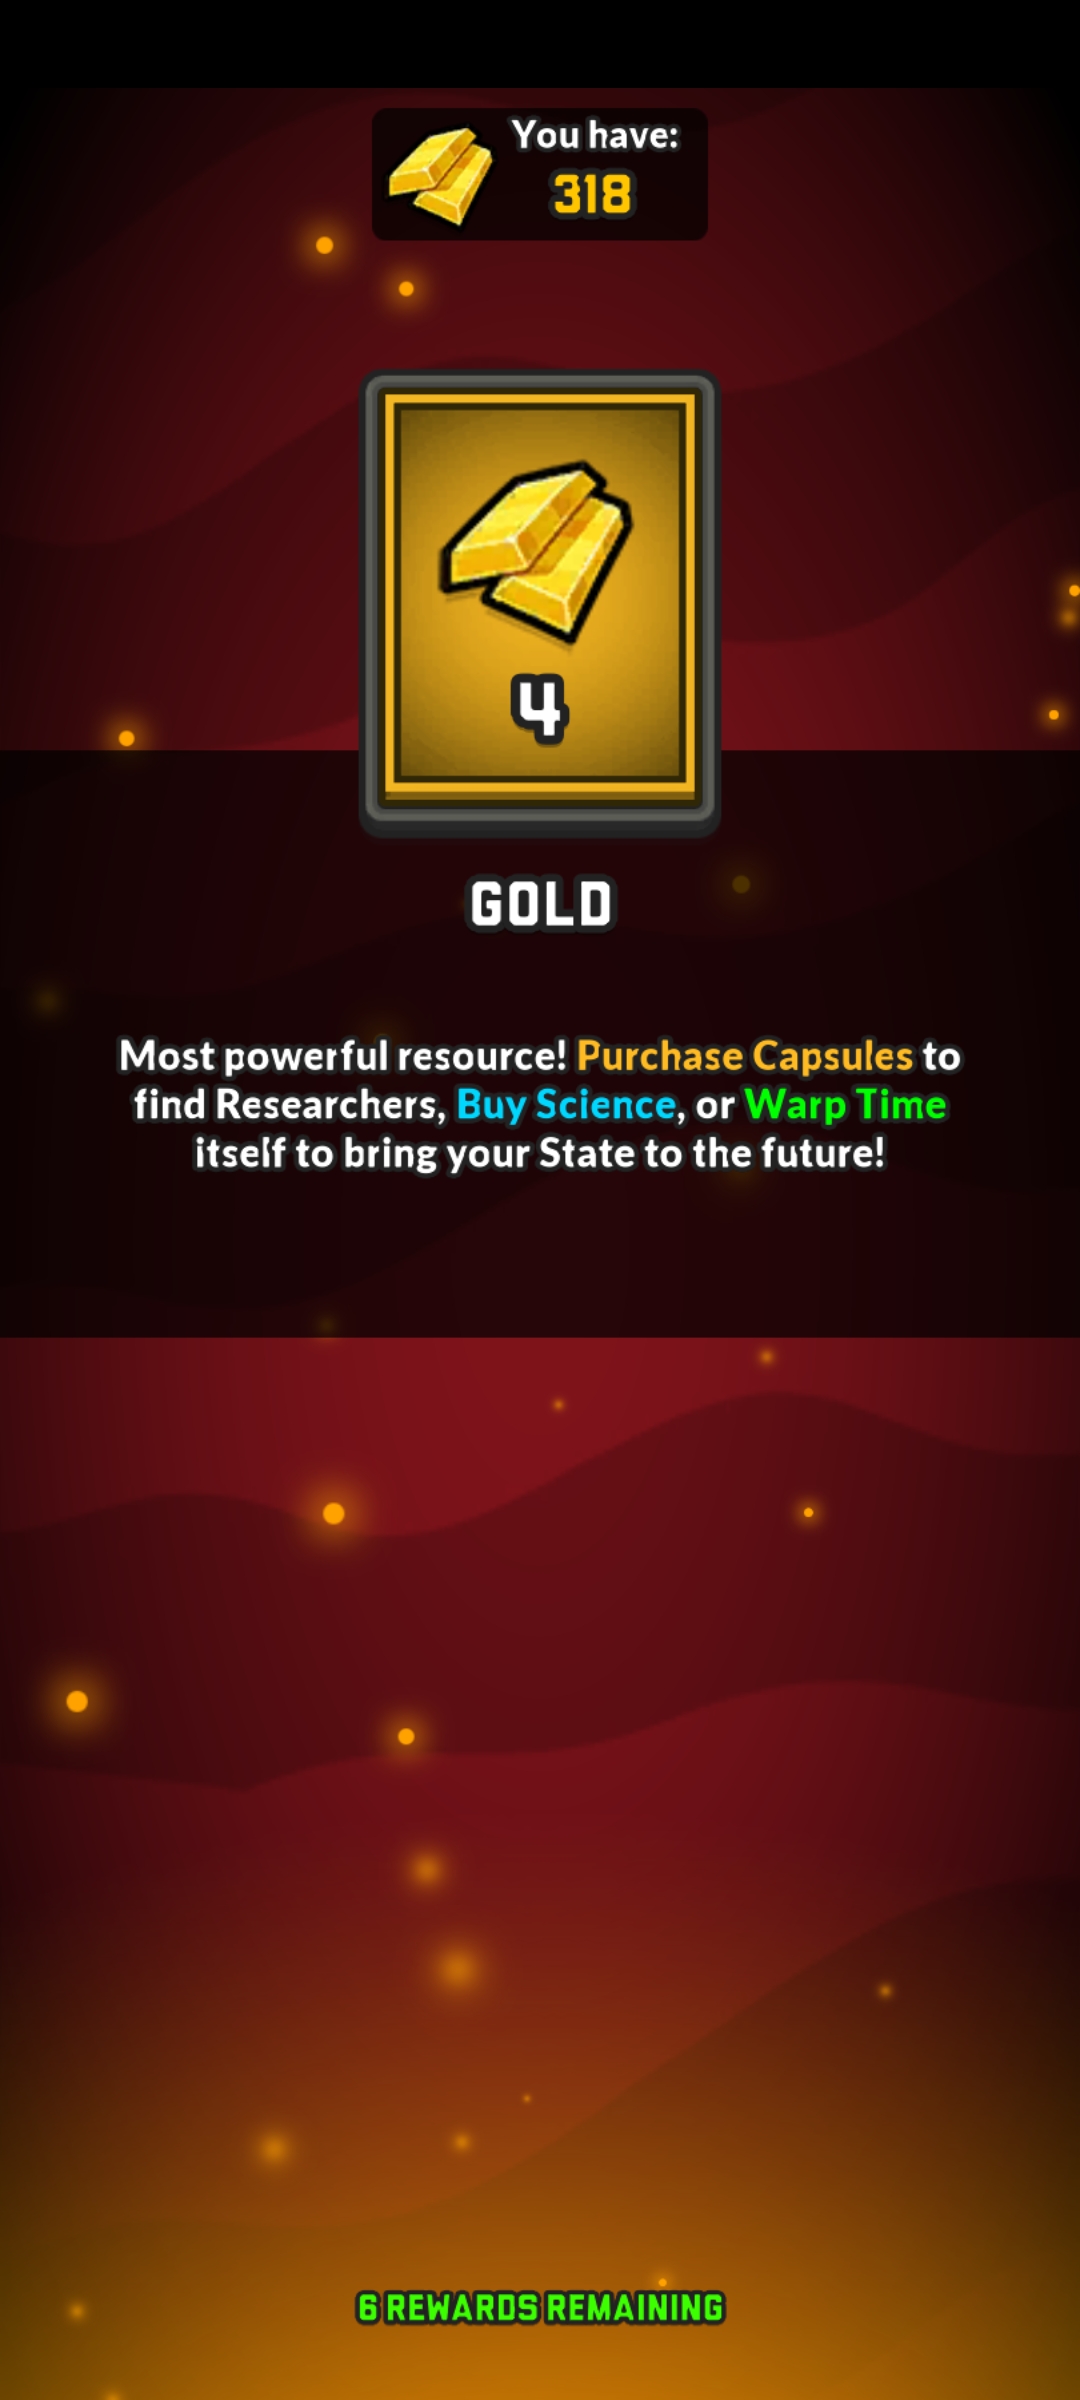 You have:
318
4
GOLD
Most powerful resource! Purchase Capsules to
find Researchers, Buy Science, or Warp Time
itself to bring your State to the future!
6 REWARDS REMAINING